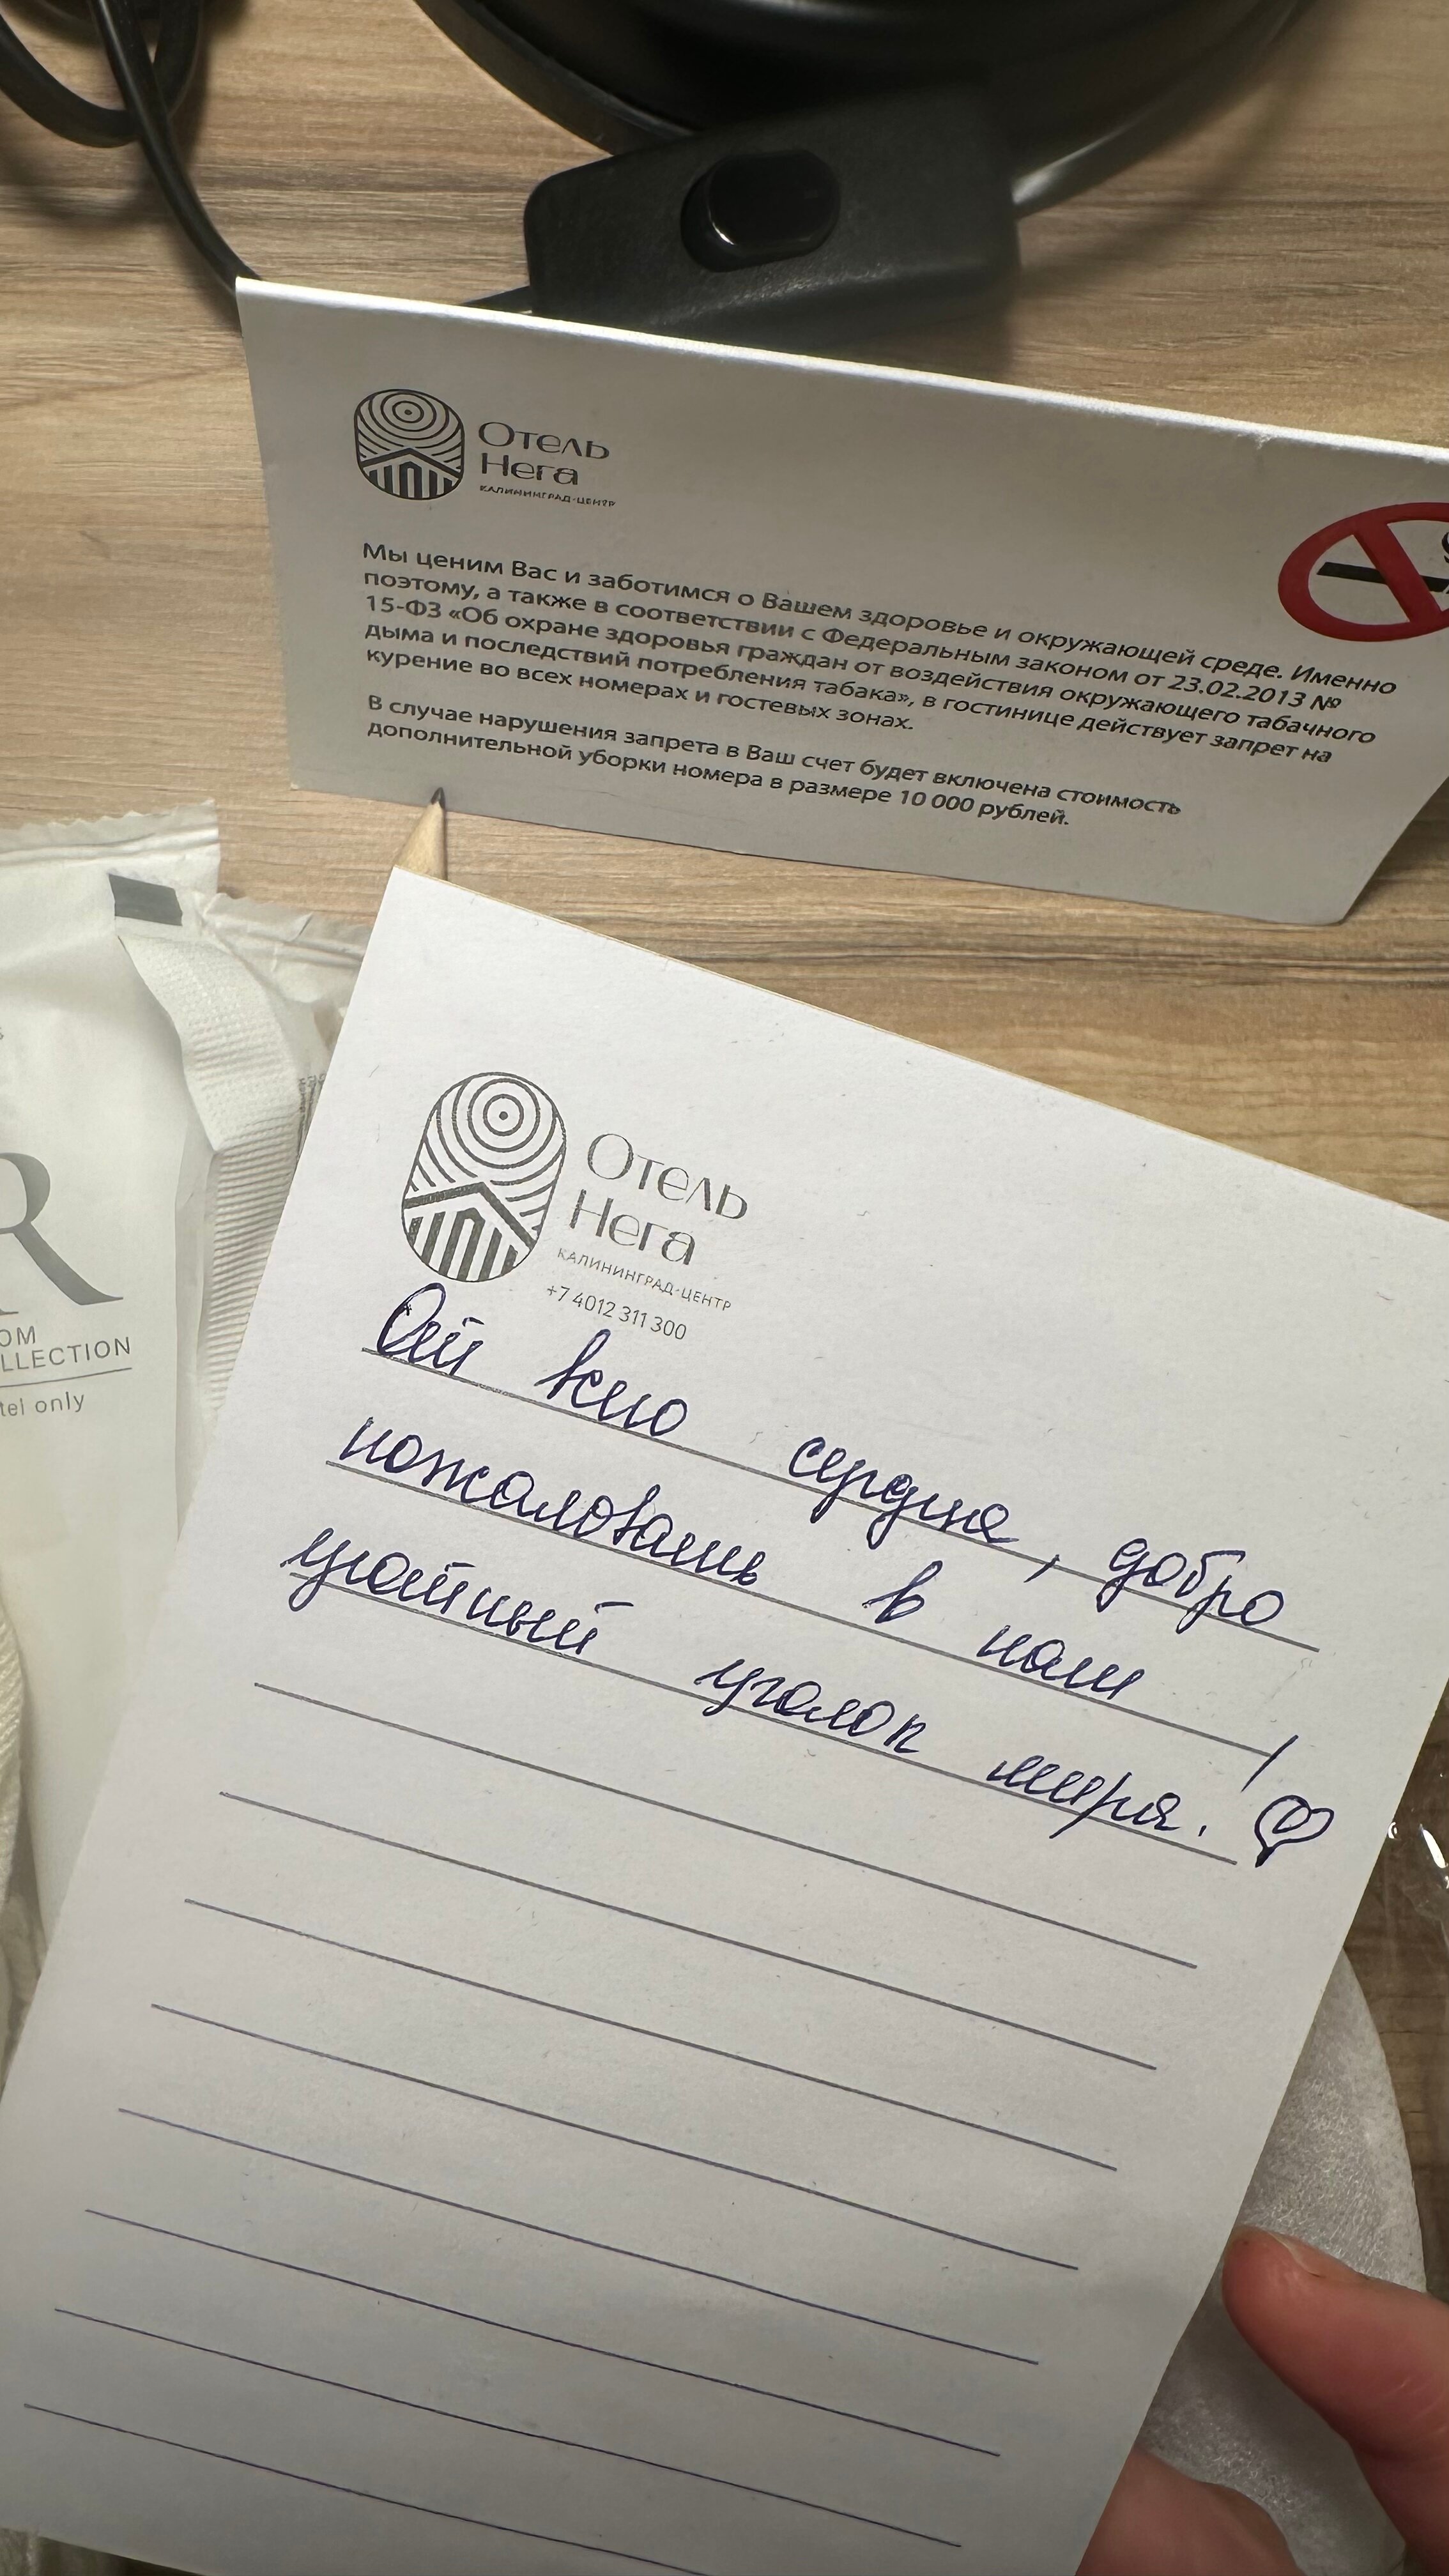 Отель
Нега
КАЛИНИНГРАД-ЦЕНТР
Мы ценим Вас и заботимся о Вашем здоровье и окружающей среде. Именно
поэтому, а также в соответствии с Федеральным законом от 23.02.2013 №
15-ФЗ «Об охране здоровья граждан от воздействия окружающего табачного
дыма и последствий потребления табака», в гостинице действует запрет на
курение во всех номерах и гостевых зонах.
В случае нарушения запрета в Ваш счет будет включена стоимость
дополнительной уборки номера в размере 10 000 рублей.
R
OM
LLECTION
tel only
Отель
Нега
КАЛИНИНГРАД-ЦЕНТР
+7 4012 311 300
сердца, добро
пожаловать в наш
уютный уголок мира.